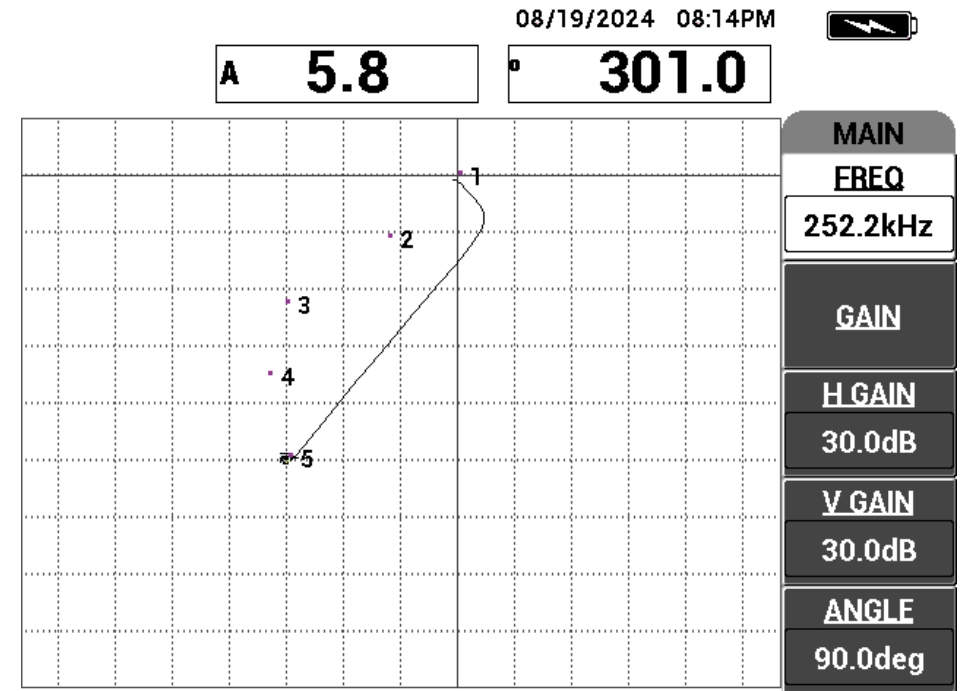 08/19/2024 08:14PM
A 5.8
° 301.0
MAIN
FREQ
252.2kHz
GAIN
H GAIN
30.0dB
V GAIN
30.0dB
ANGLE
90.0deg
1
2
3
4
5